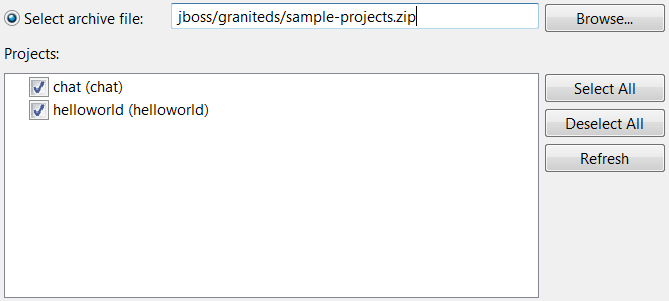 Select archive file: jboss/graniteds/sample-projects.zip Browse...
Projects:
chat (chat)
helloworld (helloworld)
Select All
Deselect All
Refresh